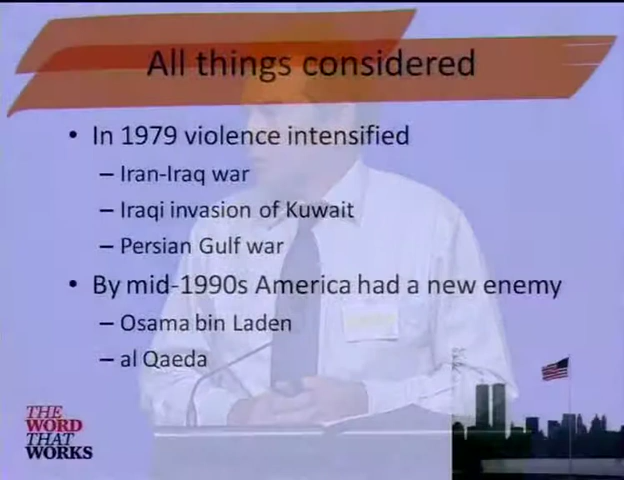 All things considered
• In 1979 violence intensified
– Iran-Iraq war
– Iraqi invasion of Kuwait
– Persian Gulf war
• By mid-1990s America had a new enemy
– Osama bin Laden
– al Qaeda
THE
WORD
THAT
WORKS